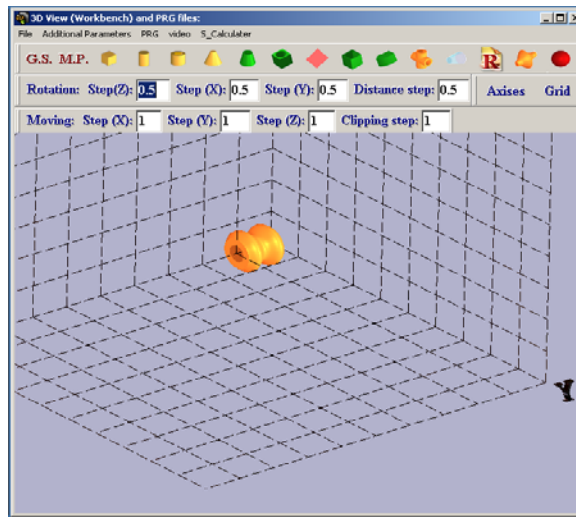 3D View (Workbench) and PRG files:
File Additional Parameters PRG video S_Calculater
G.S. M.P. R
Rotation: Step(Z): 0.5 Step (X): 0.5 Step (Y): 0.5 Distance step: 0.5 Axises Grid
Moving: Step (X): 1 Step (Y): 1 Step (Z): 1 Clipping step: 1
Y